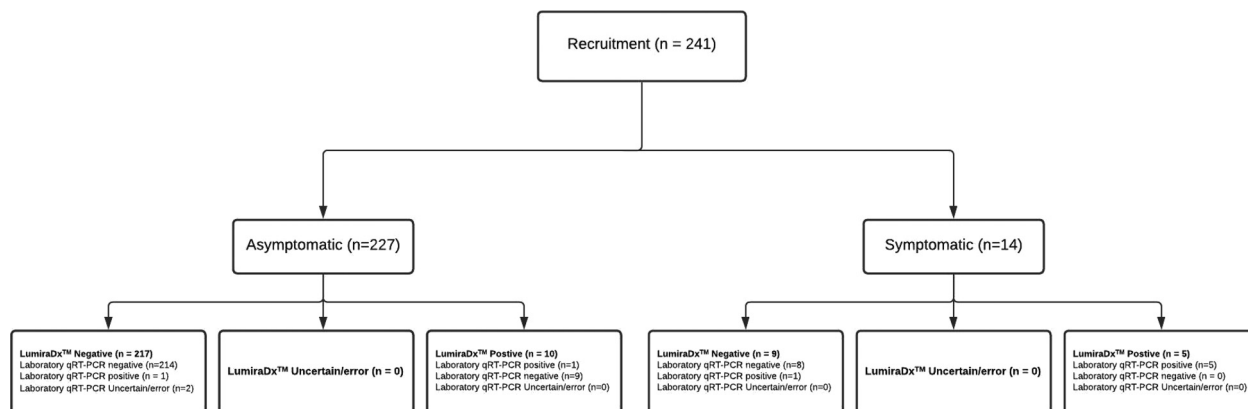 Recruitment (n = 241)
Asymptomatic (n=227)
Symptomatic (n=14)
LumiraDx™ Negative (n = 217)
Laboratory qRT-PCR negative (n=214)
Laboratory qRT-PCR positive (n = 1)
Laboratory qRT-PCR Uncertain/error (n=2)
LumiraDx™ Uncertain/error (n = 0)
LumiraDx™ Postive (n = 10)
Laboratory qRT-PCR positive (n=1)
Laboratory qRT-PCR negative (n=9)
Laboratory qRT-PCR Uncertain/error (n=0)
LumiraDx™ Negative (n = 9)
Laboratory qRT-PCR negative (n=8)
Laboratory qRT-PCR positive (n=1)
Laboratory qRT-PCR Uncertain/error (n=0)
LumiraDx™ Uncertain/error (n = 0)
LumiraDx™ Postive (n = 5)
Laboratory qRT-PCR positive (n=5)
Laboratory qRT-PCR negative (n = 0)
Laboratory qRT-PCR Uncertain/error (n=0)